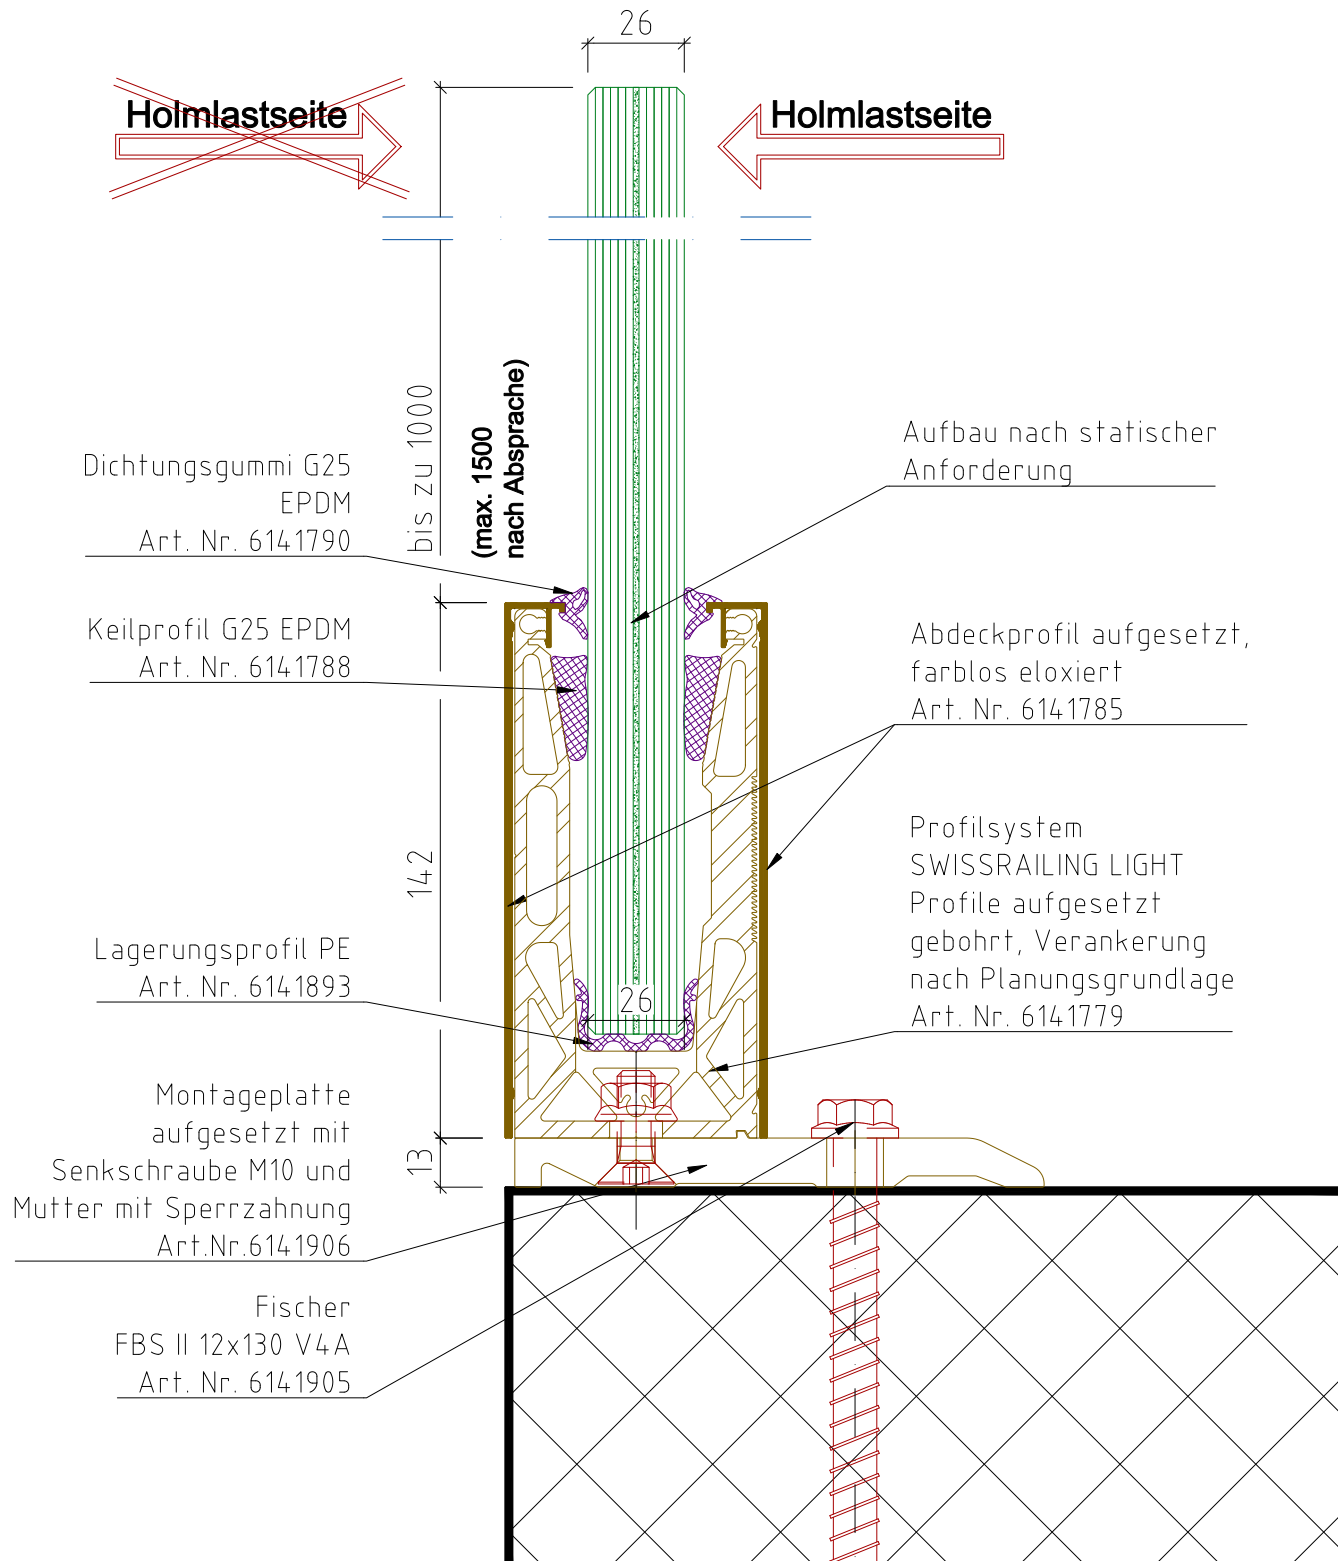 26
Holmlastseite
Holmlastseite
bis zu 1000
(max. 1500
nach Absprache)
Dichtungsgummi G25
EPDM
Art. Nr. 6141790
Keilprofil G25 EPDM
Art. Nr. 6141788
142
Lagerungsprofil PE
Art. Nr. 6141893
26
13
Montageplatte
aufgesetzt mit
Senkschraube M10 und
Mutter mit Sperrzahnung
Art.Nr.6141906
Fischer
FBS II 12x130 V4A
Art. Nr. 6141905
Aufbau nach statischer
Anforderung
Abdeckprofil aufgesetzt,
farblos eloxiert
Art. Nr. 6141785
Profilsystem
SWISSRAILING LIGHT
Profile aufgesetzt
gebohrt, Verankerung
nach Planungsgrundlage
Art. Nr. 6141779